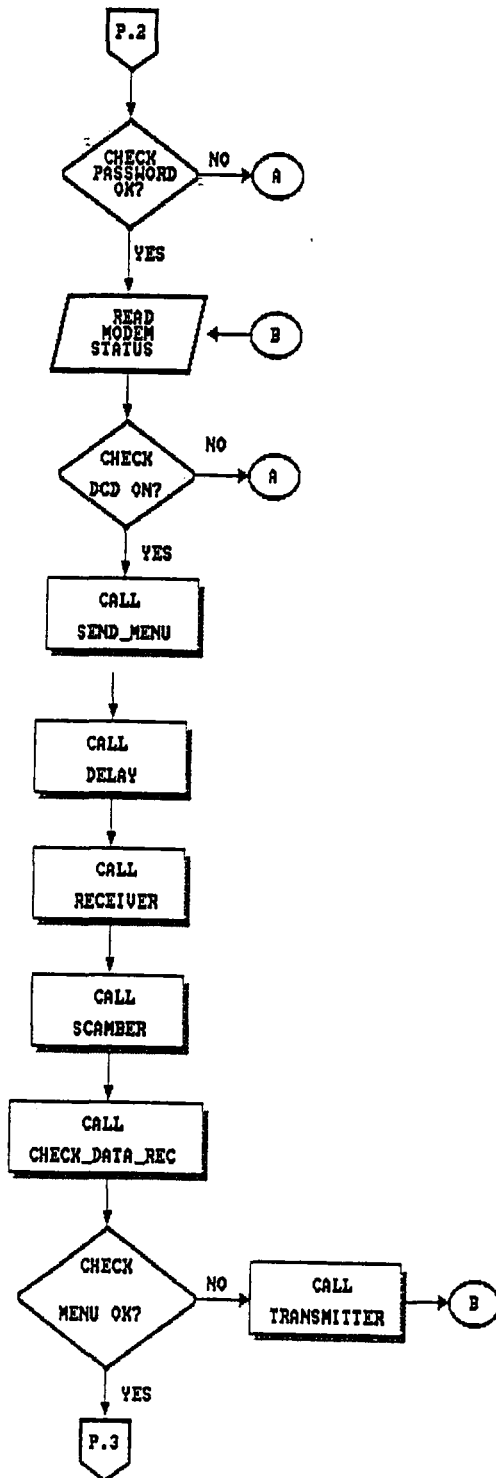 P.2
CHECK
PASSWORD
OK?
NO
A
YES
READ
MODEM
STATUS
B
CHECK
DCD ON?
NO
A
YES
CALL
SEND_MENU
CALL
DELAY
CALL
RECEIVER
CALL
SCAMBER
CALL
CHECK_DATA_REC
CHECK
MENU OK?
NO
CALL
TRANSMITTER
B
YES
P.3